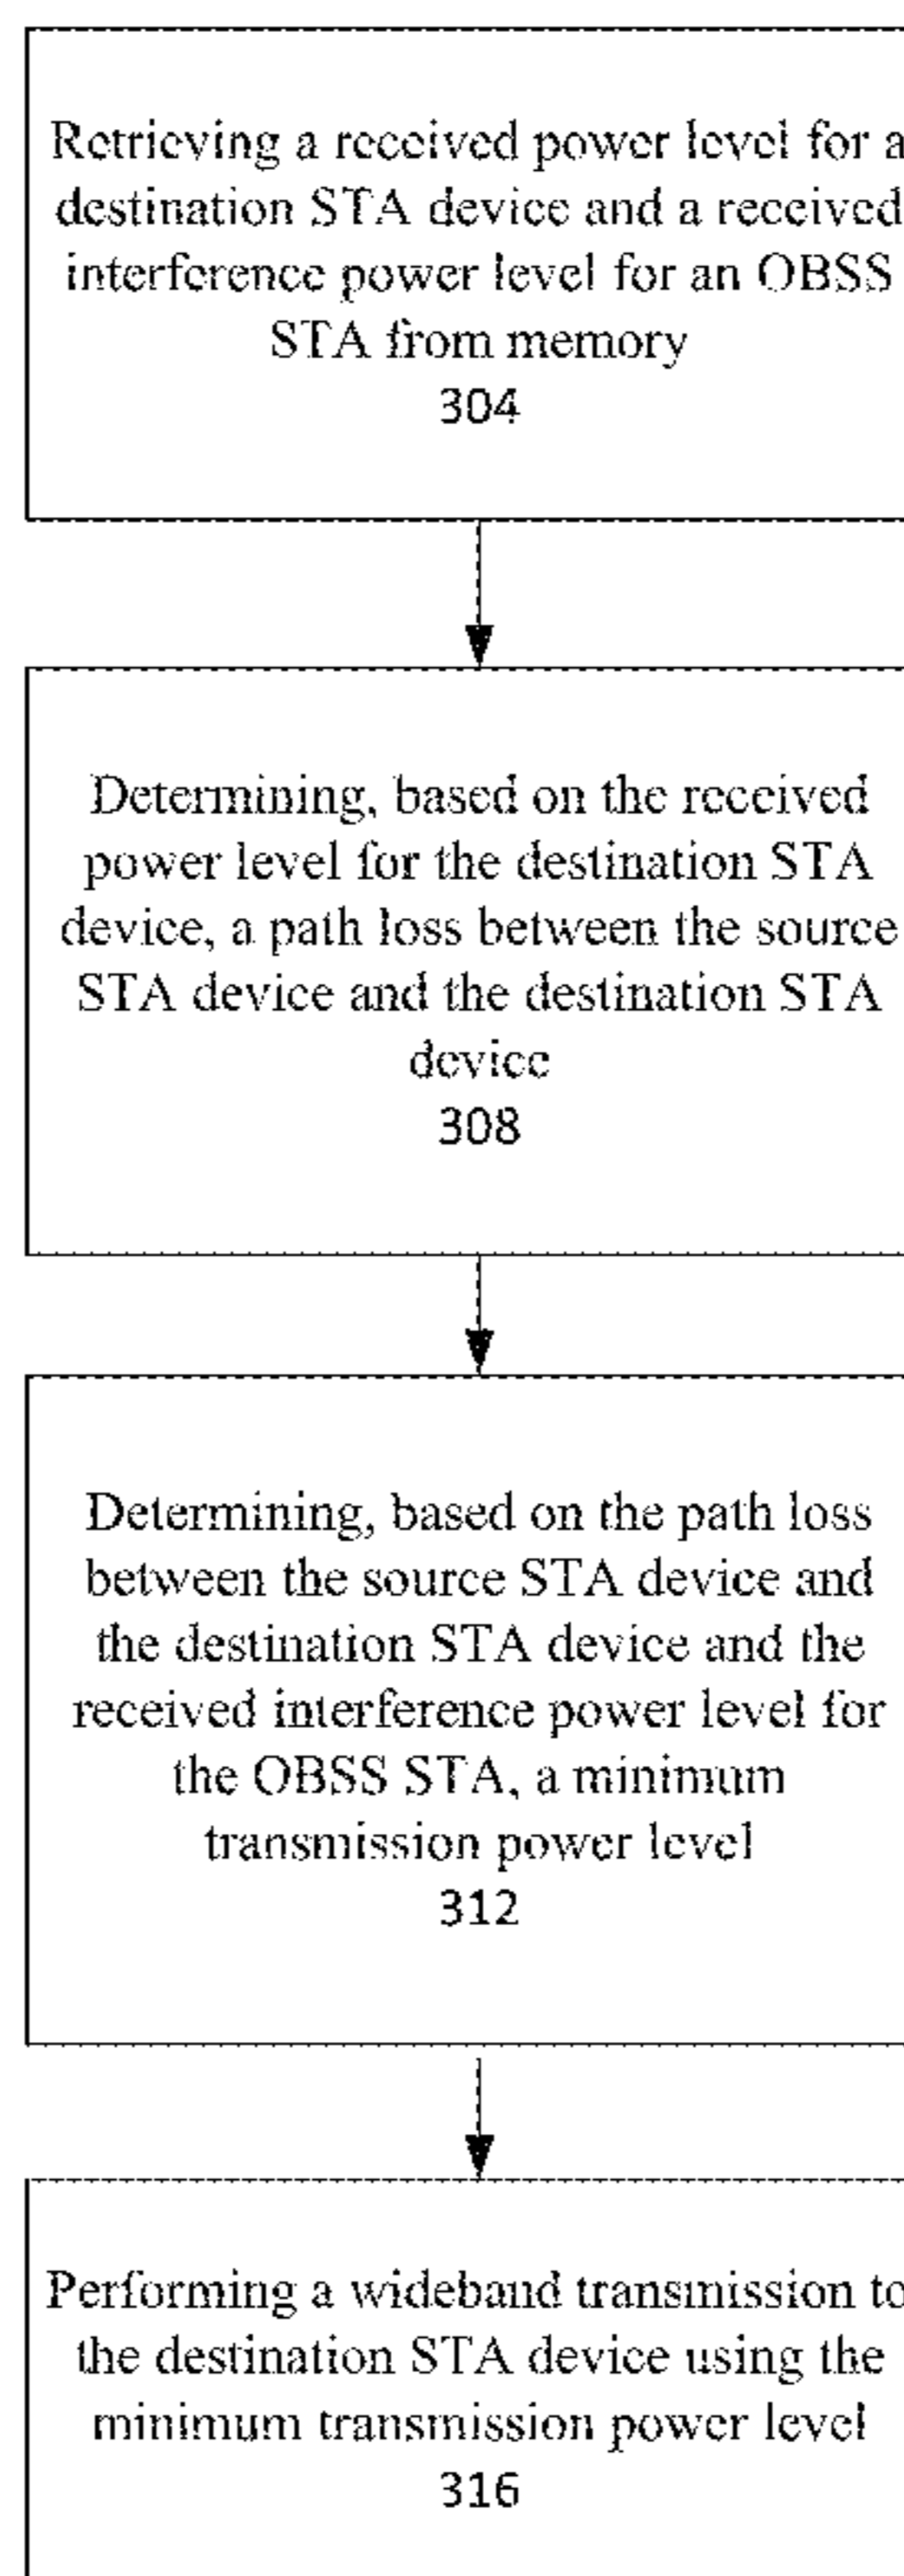 Retrieving a received power level for a
destination STA device and a received
interference power level for an OBSS
STA from memory
304
Determining, based on the received
power level for the destination STA
device, a path loss between the source
STA device and the destination STA
device
308
Determining, based on the path loss
between the source STA device and
the destination STA device and the
received interference power level for
the OBSS STA, a minimum
transmission power level
312
Performing a wideband transmission to
the destination STA device using the
minimum transmission power level
316